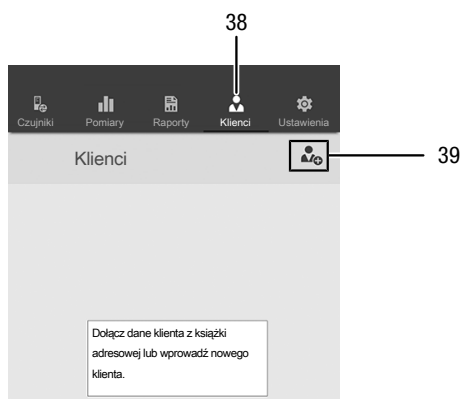 38
Czujniki Pomiary Raporty Klienci Ustawienia
Klienci
39
Dołącz dane klienta z książki
adresowej lub wprowadź nowego
klienta.